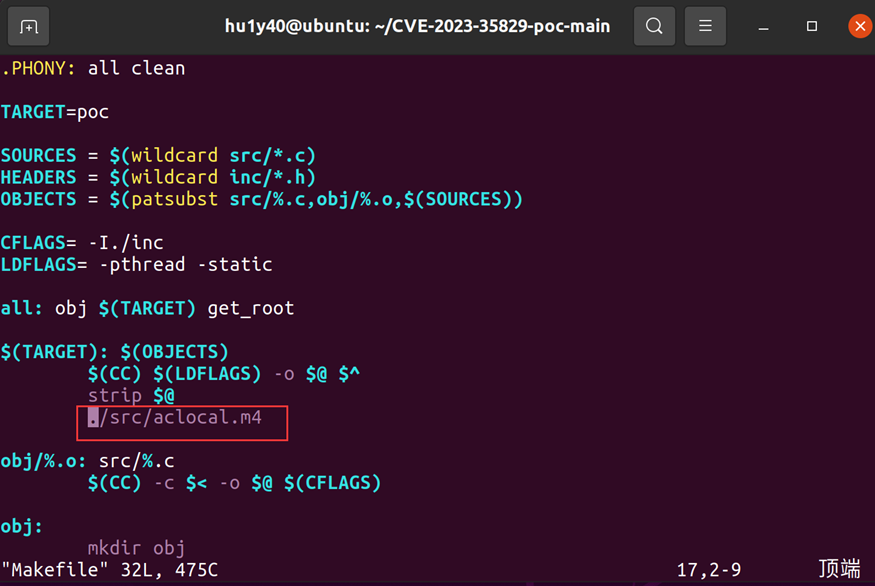 hu1y40@ubuntu: ~/CVE-2023-35829-poc-main
.PHONY: all clean
TARGET=poc
SOURCES = $(wildcard src/*.c)
HEADERS = $(wildcard inc/*.h)
OBJECTS = $(patsubst src/%.c,obj/%.o,$(SOURCES))
CFLAGS= -I./inc
LDFLAGS= -pthread -static
all: obj $(TARGET) get_root
$(TARGET): $(OBJECTS)
$(CC) $(LDFLAGS) -o $@ $^
strip $@
./src/aclocal.m4
obj/%.o: src/%.c
$(CC) -c $< -o $@ $(CFLAGS)
obj:
mkdir obj
"Makefile" 32L, 475C 17,2-9 顶端